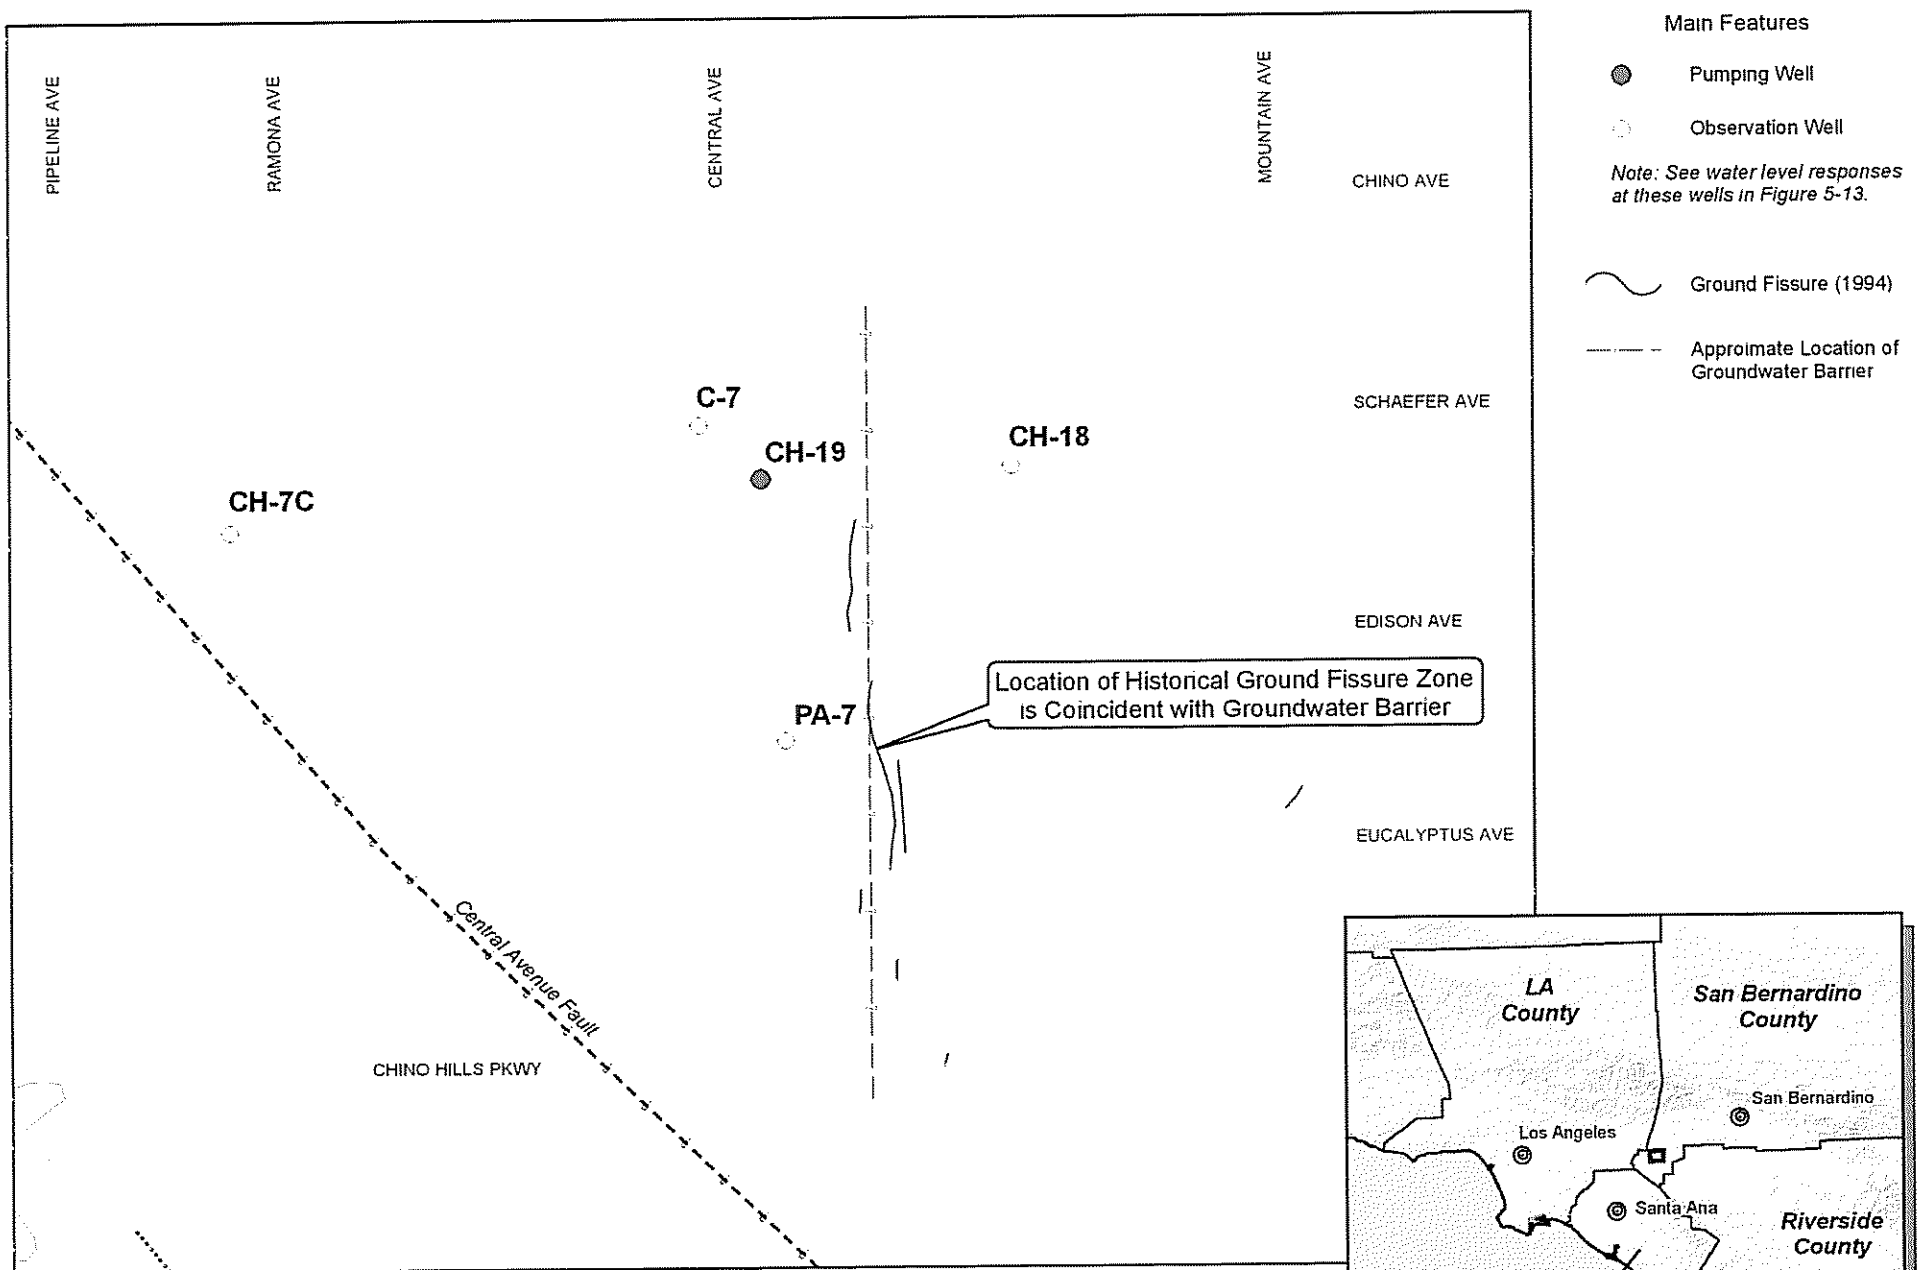 PIPELINE AVE
RAMONA AVE
CENTRAL AVE
MOUNTAIN AVE
CHINO AVE
SCHAEFER AVE
EDISON AVE
EUCALYPTUS AVE
C-7
CH-19
CH-18
CH-7C
PA-7
Location of Historical Ground Fissure Zone
is Coincident with Groundwater Barrier
Central Avenue Fault
CHINO HILLS PKWY
Main Features
Pumping Well
Observation Well
Note: See water level responses
at these wells in Figure 5-13.
Ground Fissure (1994)
Approimate Location of
Groundwater Barrier
LA
County
San Bernardino
County
San Bernardino
Los Angeles
Santa Ana
Riverside
County